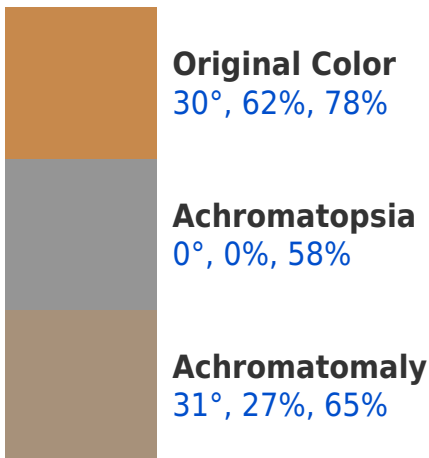 Original Color
30°, 62%, 78%
Achromatopsia
0°, 0%, 58%
Achromatomaly
31°, 27%, 65%